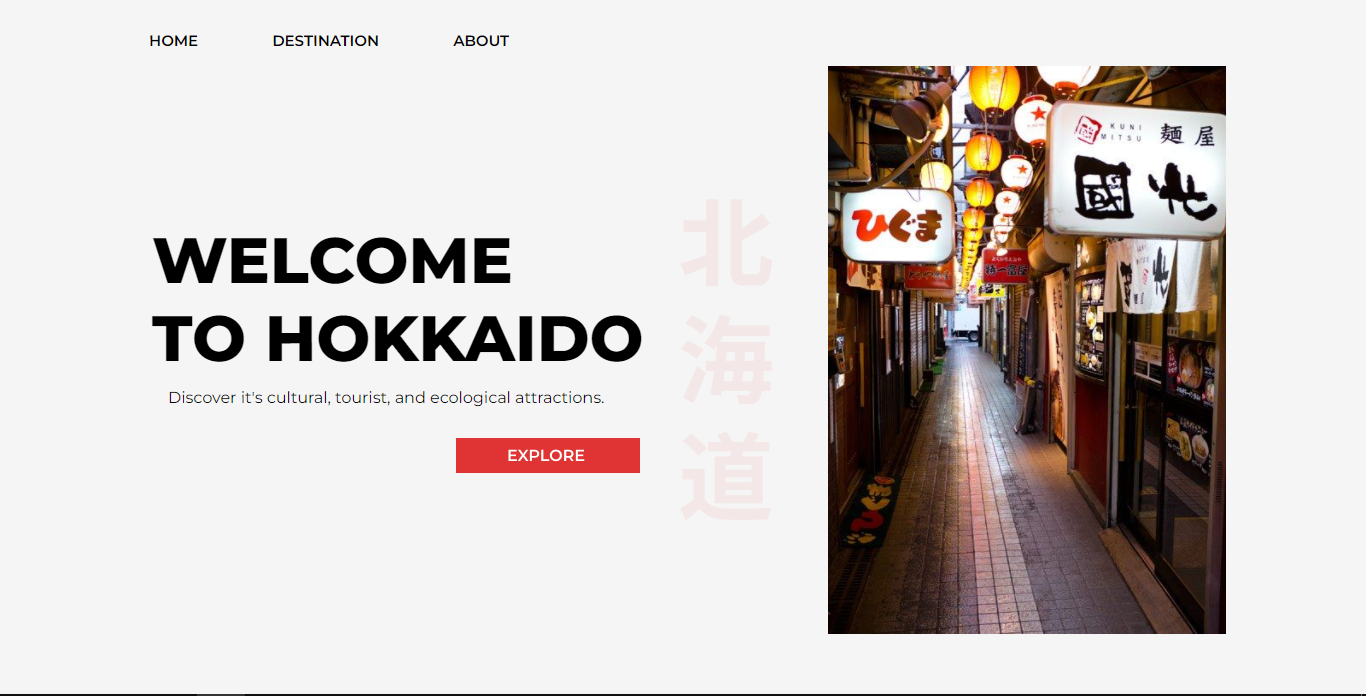 HOME
DESTINATION
ABOUT
WELCOME
TO HOKKAIDO
Discover it's cultural, tourist, and ecological attractions.
EXPLORE
北
海
道
KUNI
MITSU
麺屋
國光
ひぐま